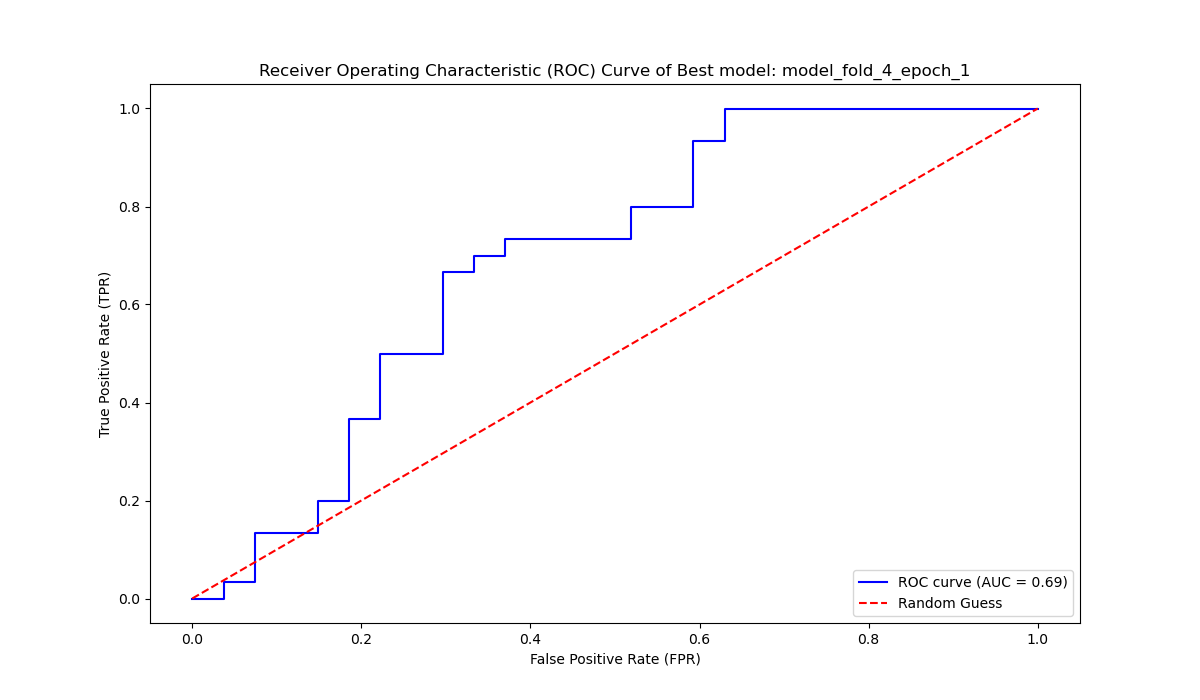 Receiver Operating Characteristic (ROC) Curve of Best model: model_fold_4_epoch_1
1.0
0.8
0.6
0.4
0.2
0.0
True Positive Rate (TPR)
ROC curve (AUC = 0.69)
Random Guess
0.0 0.2 0.4 0.6 0.8 1.0
False Positive Rate (FPR)